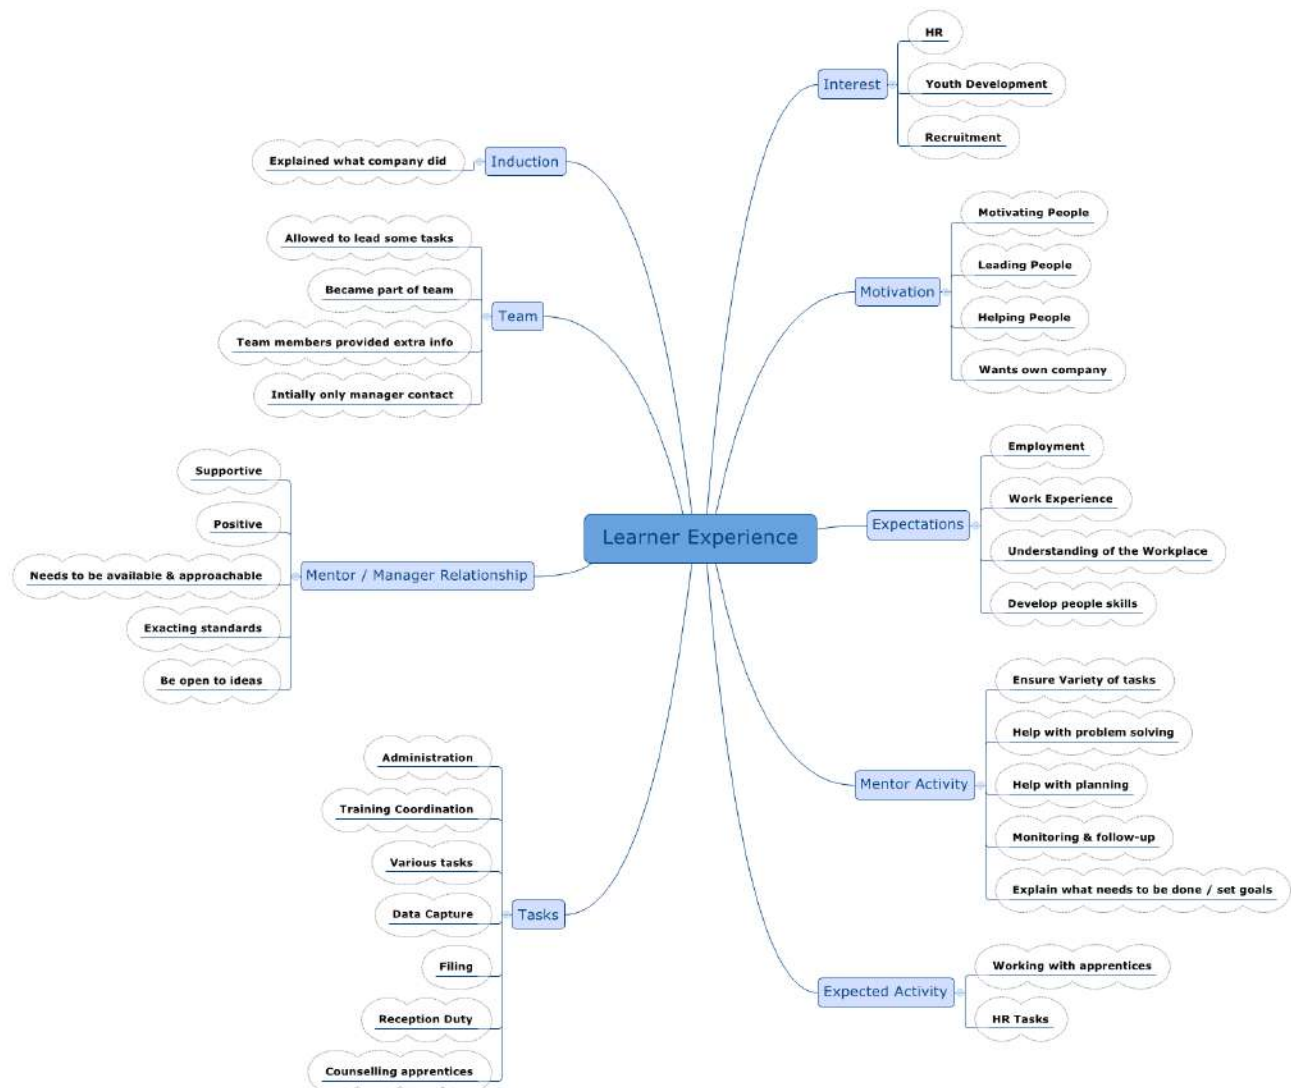 Learner Experience
Interest
HR
Youth Development
Recruitment
Motivation
Motivating People
Leading People
Helping People
Wants own company
Expectations
Employment
Work Experience
Understanding of the Workplace
Develop people skills
Mentor Activity
Ensure Variety of tasks
Help with problem solving
Help with planning
Monitoring & follow-up
Explain what needs to be done / set goals
Expected Activity
Working with apprentices
HR Tasks
Induction
Explained what company did
Team
Allowed to lead some tasks
Became part of team
Team members provided extra info
Intially only manager contact
Mentor / Manager Relationship
Supportive
Positive
Needs to be available & approachable
Exacting standards
Be open to ideas
Tasks
Administration
Training Coordination
Various tasks
Data Capture
Filing
Reception Duty
Counselling apprentices